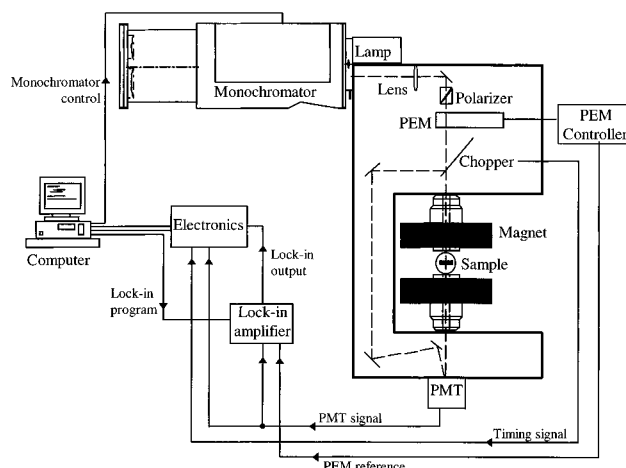 Lamp
Monochromator
control
Monochromator
Lens
Polarizer
PEM
PEM
Controller
Chopper
Electronics
Magnet
Computer
Lock-in
output
Sample
Lock-in
program
Lock-in
amplifier
PMT
PMT signal
Timing signal
PEM reference